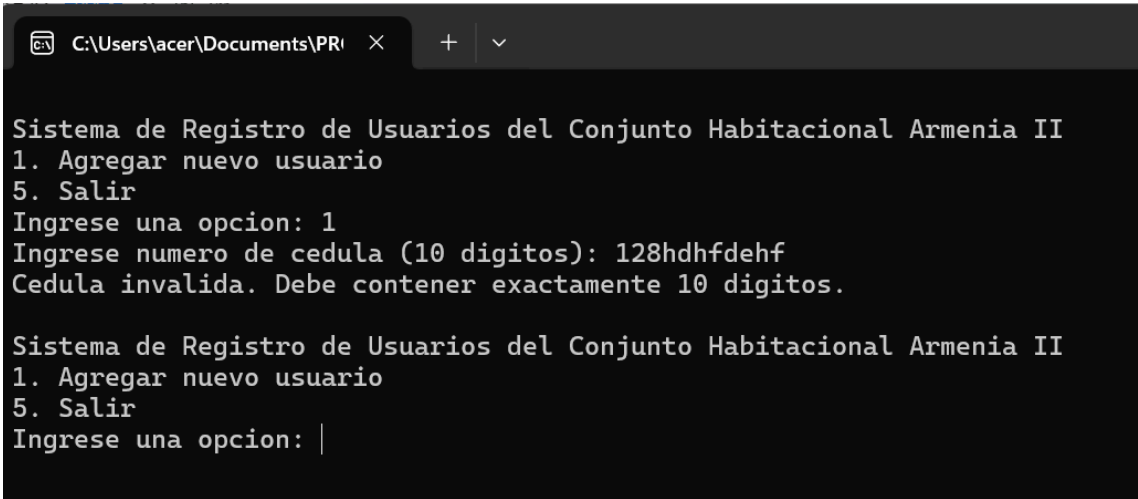 C:\Users\acer\Documents\PR
Sistema de Registro de Usuarios del Conjunto Habitacional Armenia II
1. Agregar nuevo usuario
5. Salir
Ingrese una opcion: 1
Ingrese numero de cedula (10 digitos): 128hdhfdehf
Cedula invalida. Debe contener exactamente 10 digitos.
Sistema de Registro de Usuarios del Conjunto Habitacional Armenia II
1. Agregar nuevo usuario
5. Salir
Ingrese una opcion: